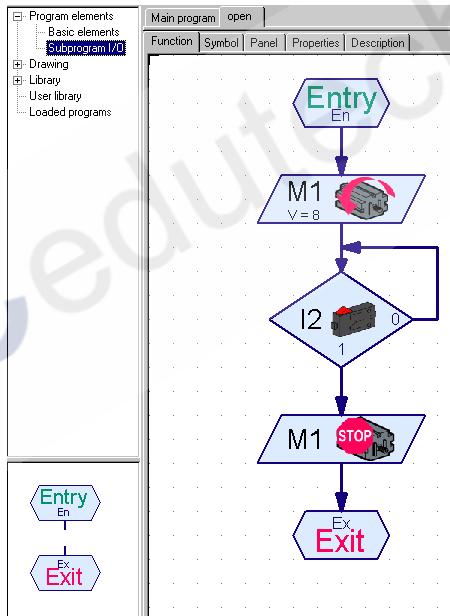 Program elements
Basic elements
Subprogram I/O
Drawing
Library
User library
Loaded programs
Main program
open
Function
Symbol
Panel
Properties
Description
Entry
En
M1
V = 8
I2
0
1
M1
STOP
Ex
Exit
Entry
En
Ex
Exit
edutech